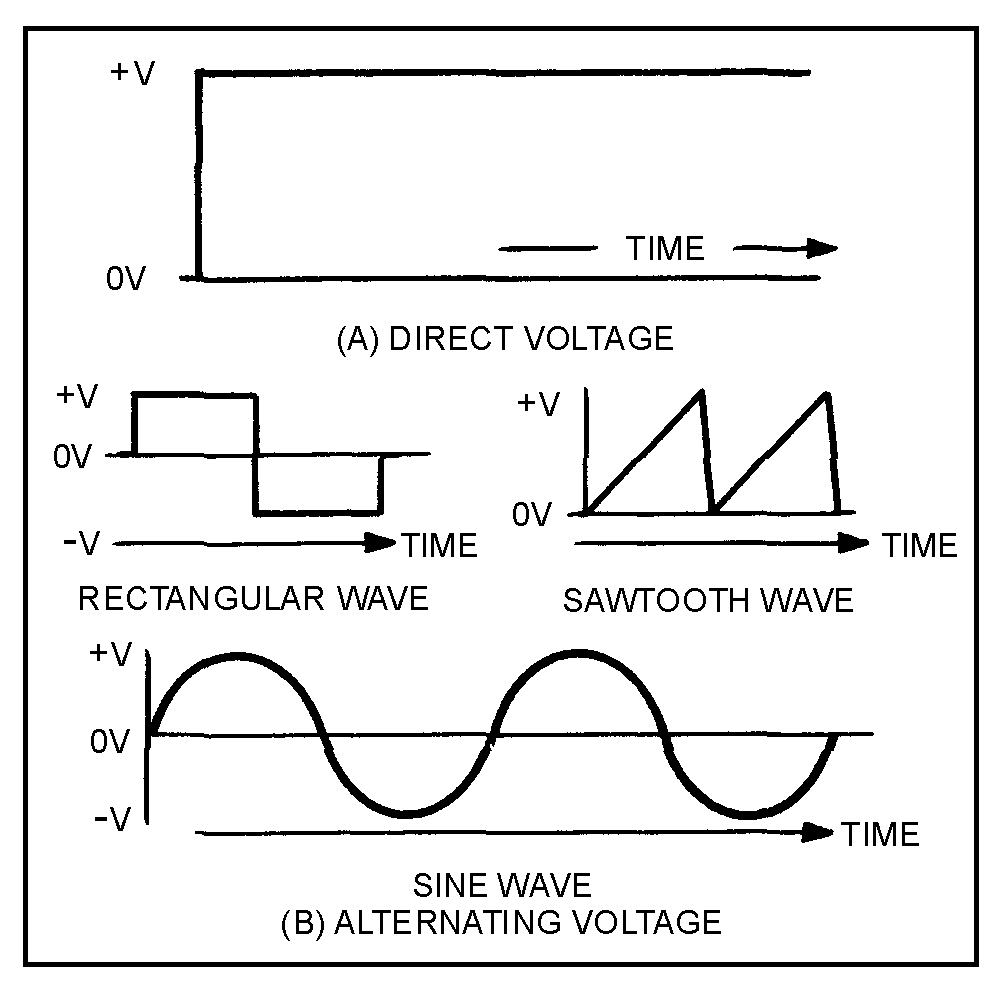 +V
TIME
0V
(A) DIRECT VOLTAGE
+V
0V
-V
TIME
RECTANGULAR WAVE
+V
0V
TIME
SAWTOOTH WAVE
+V
0V
-V
TIME
SINE WAVE
(B) ALTERNATING VOLTAGE